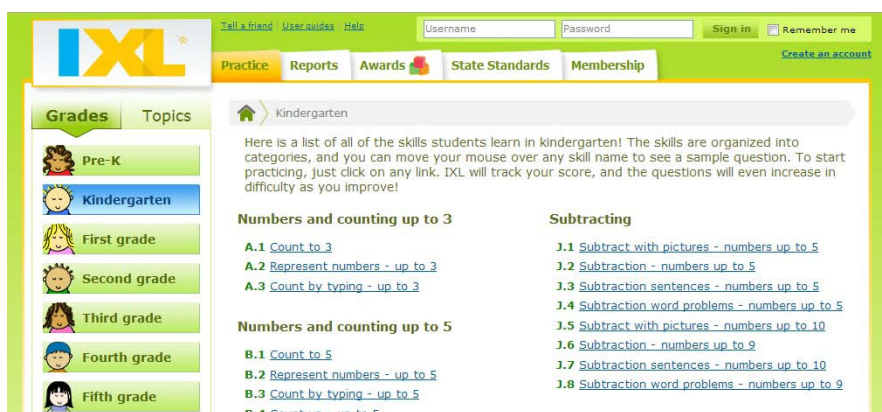 Tell a friend | User guides | Help
Username
Password
Sign in
Remember me
Create an account
IXL®
Practice
Reports
Awards
State Standards
Membership
Grades
Topics
Pre-K
Kindergarten
First grade
Second grade
Third grade
Fourth grade
Fifth grade
Kindergarten
Here is a list of all of the skills students learn in kindergarten! The skills are organized into
categories, and you can move your mouse over any skill name to see a sample question. To start
practicing, just click on any link. IXL will track your score, and the questions will even increase in
difficulty as you improve!
Numbers and counting up to 3
A.1 Count to 3
A.2 Represent numbers - up to 3
A.3 Count by typing - up to 3
Numbers and counting up to 5
B.1 Count to 5
B.2 Represent numbers - up to 5
B.3 Count by typing - up to 5
Subtracting
J.1 Subtract with pictures - numbers up to 5
J.2 Subtraction - numbers up to 5
J.3 Subtraction sentences - numbers up to 5
J.4 Subtraction word problems - numbers up to 5
J.5 Subtract with pictures - numbers up to 10
J.6 Subtraction - numbers up to 9
J.7 Subtraction sentences - numbers up to 10
J.8 Subtraction word problems - numbers up to 9